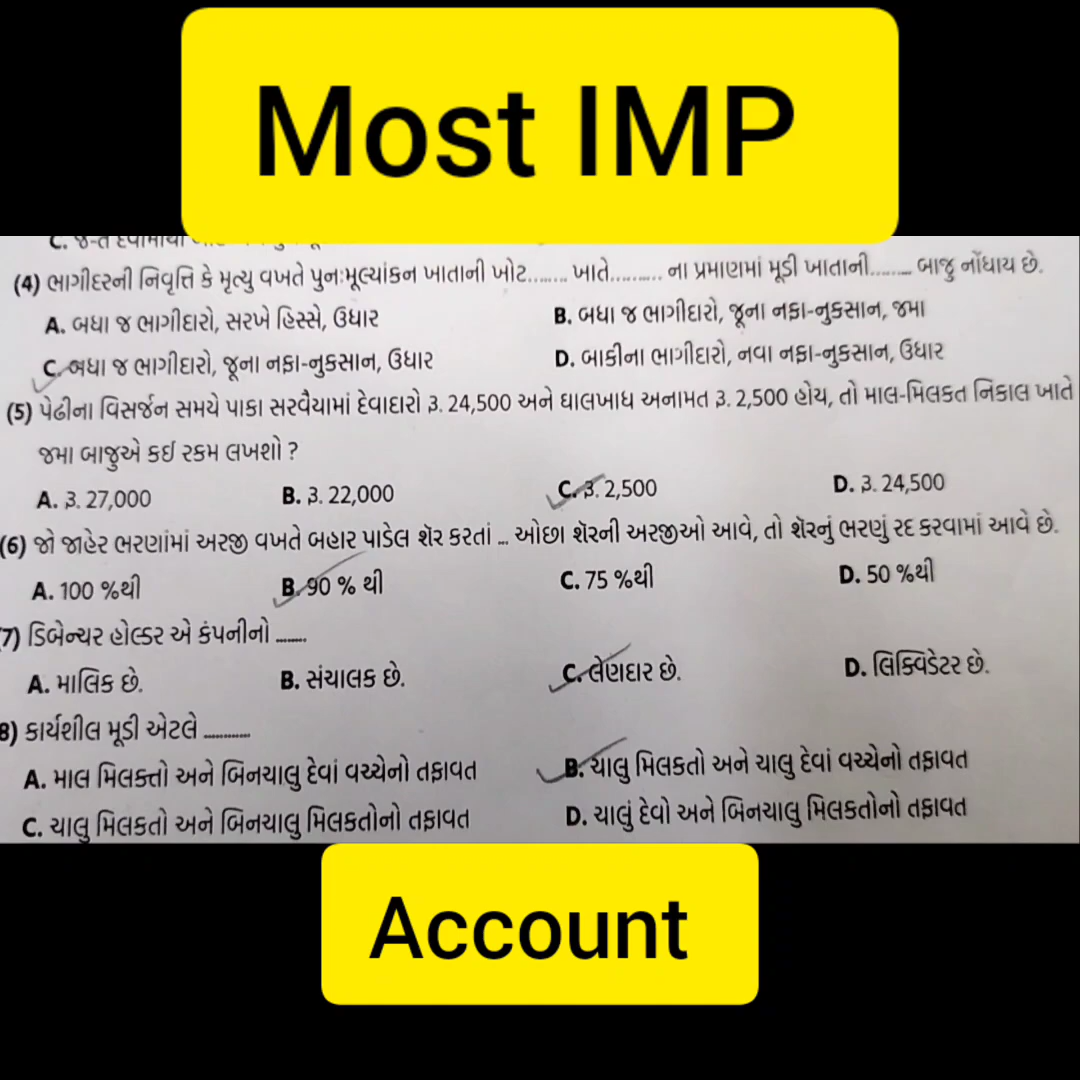 Most IMP
(4) ભાગીદારની નિવૃત્તિ કે મૃત્યુ વખતે પુનઃમૂલ્યાંકન ખાતાની ખોટ....... ખાતે.......... ના પ્રમાણમાં મૂડી ખાતાની........ બાજુ નોંધાય છે.
A. બધા જ ભાગીદારો, સરખે હિસ્સે, ઉધાર B. બધા જ ભાગીદારો, જૂના નફા-નુકસાન, જમા
C. બધા જ ભાગીદારો, જૂના નફા-નુકસાન, ઉધાર D. બાકીના ભાગીદારો, નવા નફા-નુકસાન, ઉધાર
(5) પેઢીના વિસર્જન સમયે પાકા સરવૈયામાં દેવાદારો રૂ. 24,500 અને ઘાલખાધ અનામત રૂ. 2,500 હોય, તો માલ-મિલકત નિકાલ ખાતે
જમા બાજુએ કઈ રકમ લખશો ?
A. રૂ. 27,000 B. રૂ. 22,000 C. રૂ. 2,500 D. રૂ. 24,500
(6) જો જાહેર ભરણાંમાં અરજી વખતે બહાર પાડેલ શૅર કરતાં ... ઓછા શૅરની અરજીઓ આવે, તો શૅરનું ભરણું રદ કરવામાં આવે છે.
A. 100 %થી B. 90 % થી C. 75 %થી D. 50 %થી
7) ડિબેન્ચર હોલ્ડર એ કંપનીનો .......
A. માલિક છે. B. સંચાલક છે. C. લેણદાર છે. D. લિક્વિડેટર છે.
8) કાર્યશીલ મૂડી એટલે ...........
A. માલ મિલકતો અને બિનચાલુ દેવાં વચ્ચેનો તફાવત B. ચાલુ મિલકતો અને ચાલુ દેવાં વચ્ચેનો તફાવત
C. ચાલુ મિલકતો અને બિનચાલુ મિલકતોનો તફાવત D. ચાલું દેવો અને બિનચાલુ મિલકતોનો તફાવત
Account